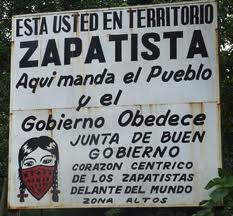 ESTA USTED EN TERRITORIO
ZAPATISTA
Aqui manda el Pueblo
y el
Gobierno Obedece
JUNTA DE BUEN
GOBIERNO
CORAZON CENTRICO
DE LOS ZAPATISTAS
DELANTE DEL MUNDO
ZONA ALTOS